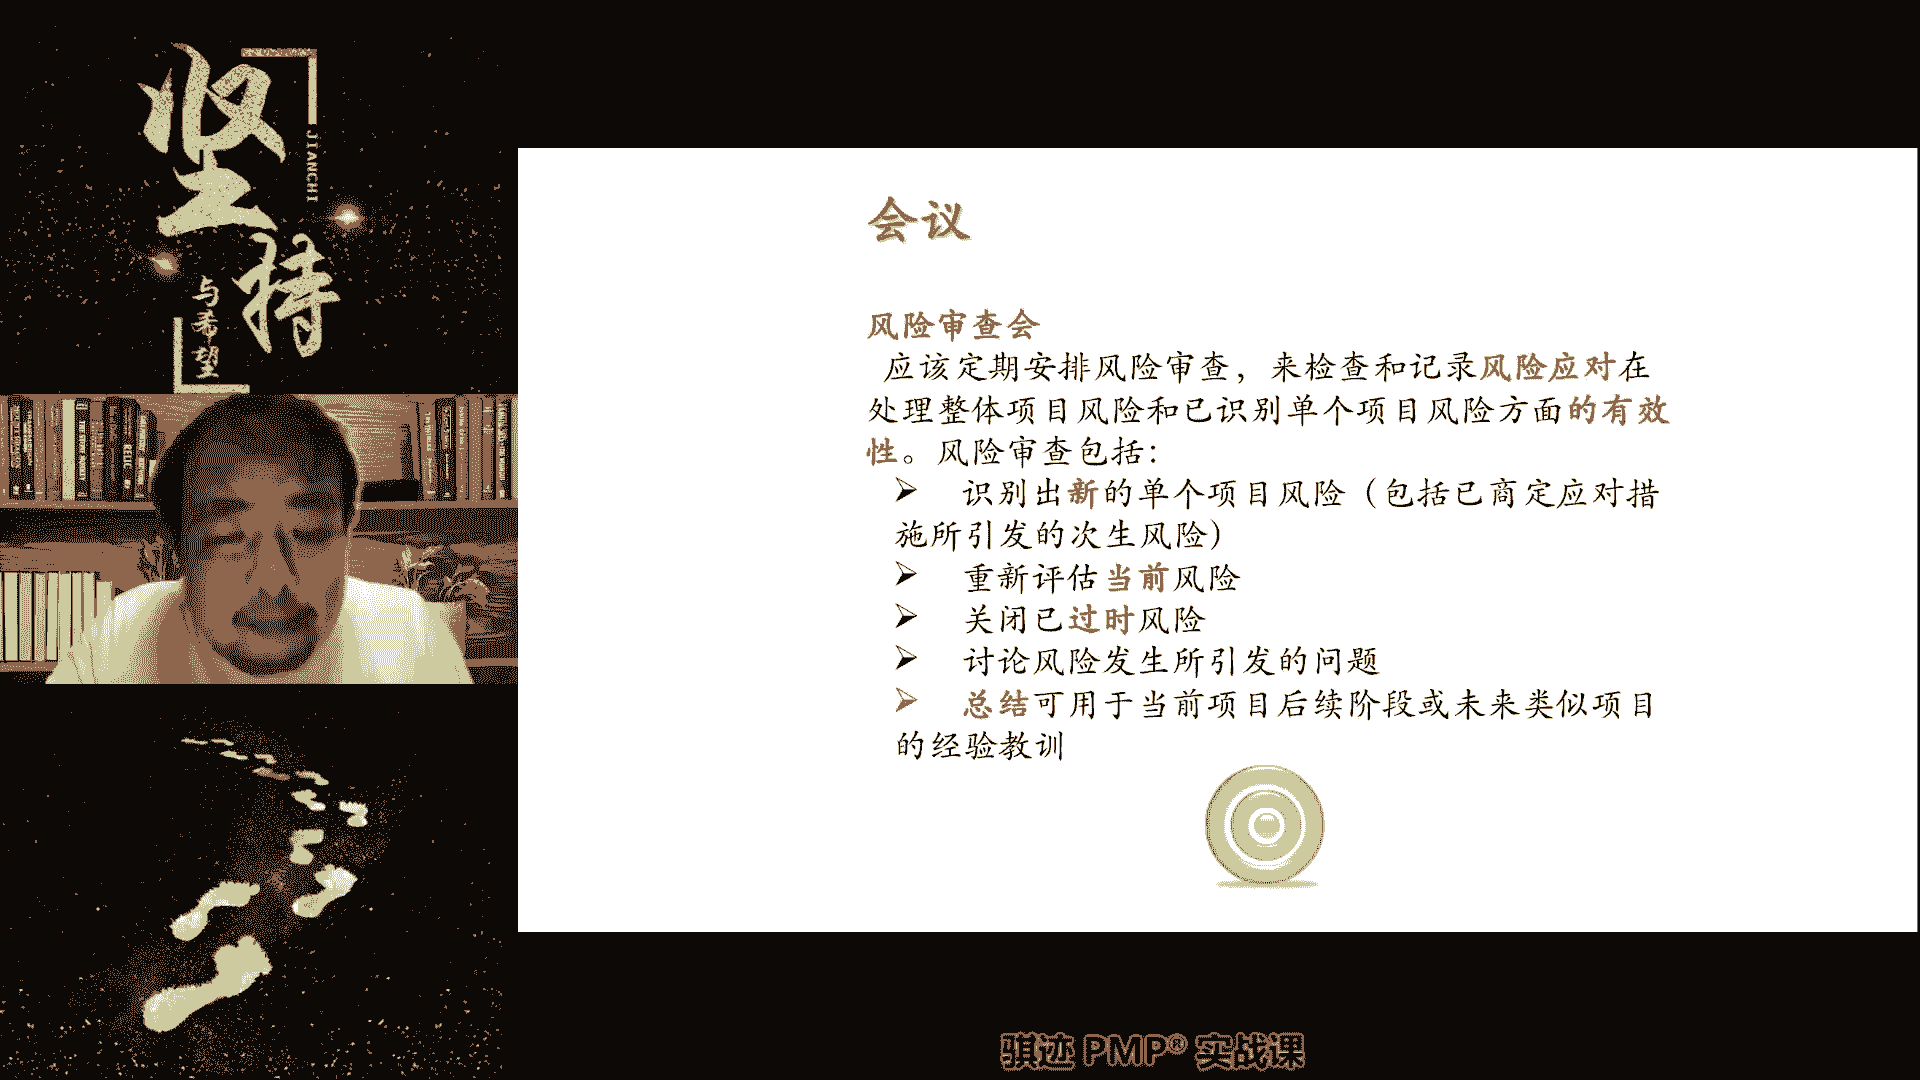 坚持
JIANCHI
与希望
会议
风险审查会
应该定期安排风险审查，来检查和记录风险应对在
处理整体项目风险和已识别单个项目风险方面的有效
性。风险审查包括：
➢ 识别出新的单个项目风险（包括已商定应对措
施所引发的次生风险）
➢ 重新评估当前风险
➢ 关闭已过时风险
➢ 讨论风险发生所引发的问题
➢ 总结可用于当前项目后续阶段或未来类似项目
的经验教训
骐迹 PMP® 实战课